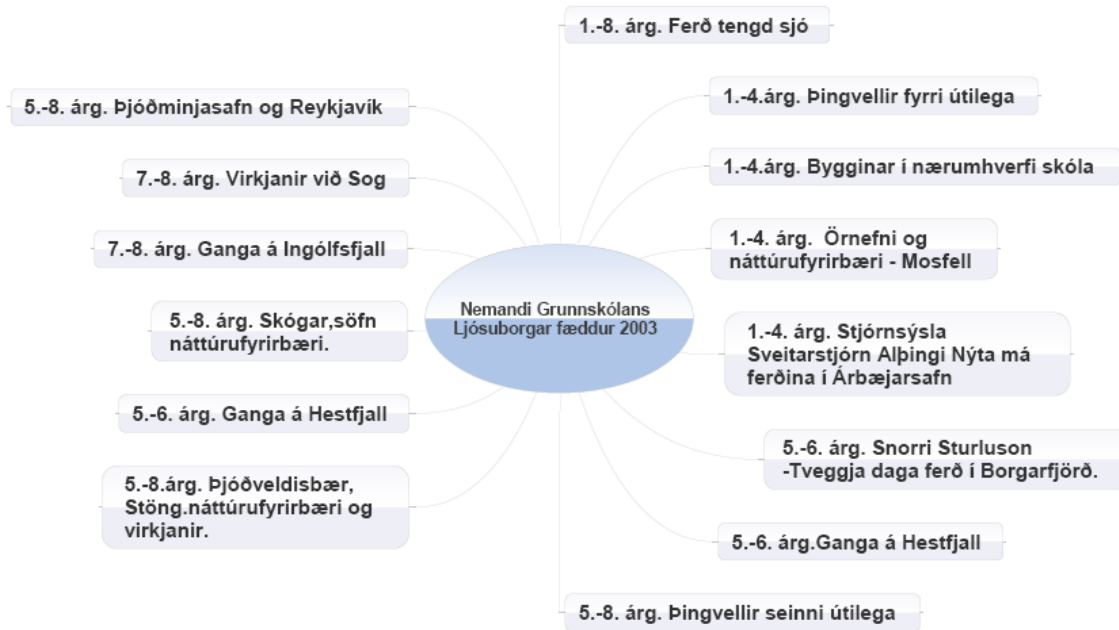 1.-8. árg. Ferð tengd sjó
1.-4.árg. Þingvellir fyrri útilega
1.-4.árg. Bygginar í nærumhverfi skóla
1.-4. árg. Örnefni og
náttúrufyrirbæri - Mosfell
1.-4. árg. Stjórnsýsla
Sveitarstjórn Alþingi Nýta má
ferðina í Árbæjarsafn
5.-6. árg. Snorri Sturluson
-Tveggja daga ferð í Borgarfjörð.
5.-6. árg.Ganga á Hestfjall
5.-8. árg. Þingvellir seinni útilega
5.-8.árg. Þjóðveldisbær,
Stöng.náttúrufyrirbæri og
virkjanir.
5.-6. árg. Ganga á Hestfjall
5.-8. árg. Skógar,söfn
náttúrufyrirbæri.
7.-8. árg. Ganga á Ingólfsfjall
7.-8. árg. Virkjanir við Sog
5.-8. árg. Þjóðminjasafn og Reykjavík
Nemandi Grunnskólans
Ljósuborgar fæddur 2003